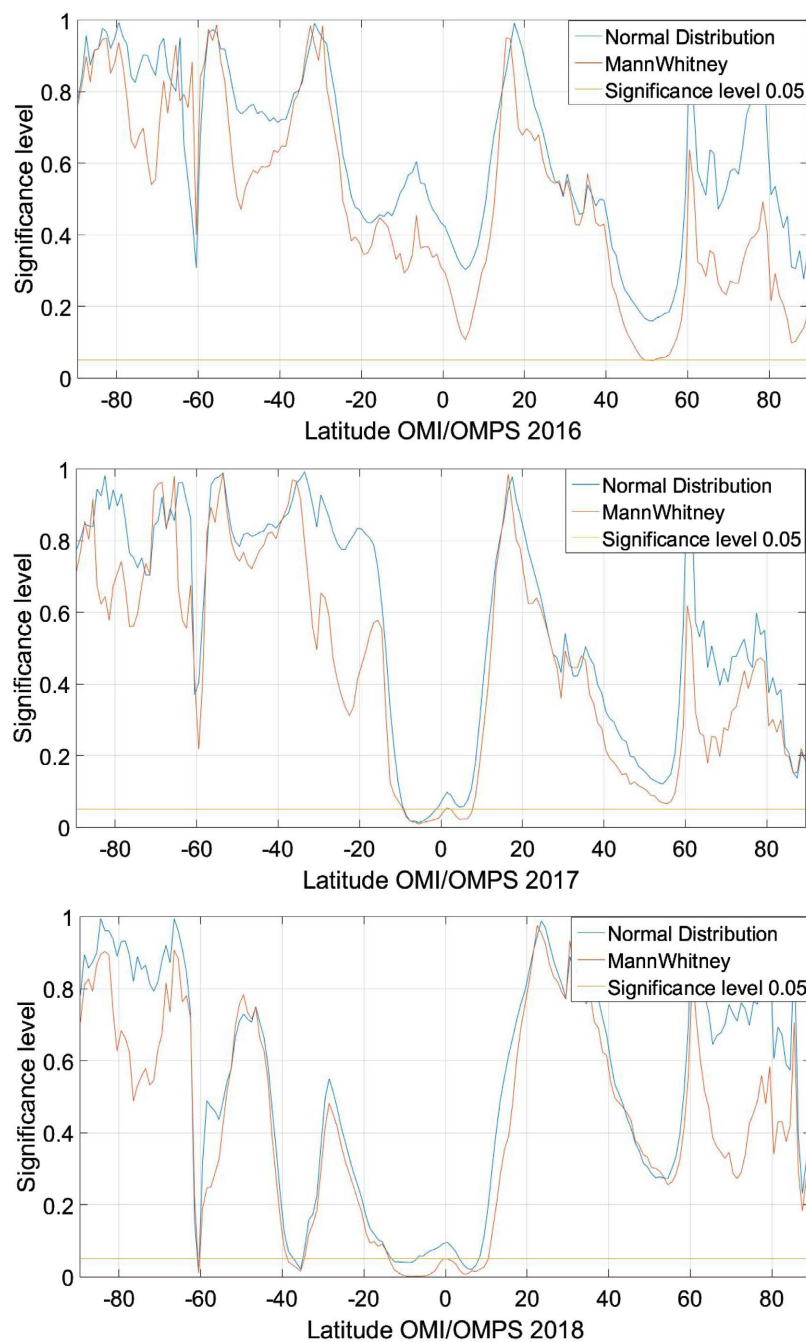 1
0.8
0.6
0.4
0.2
0
Significance level
Normal Distribution
MannWhitney
Significance level 0.05
-80 -60 -40 -20 0 20 40 60 80
Latitude OMI/OMPS 2016
1
0.8
0.6
0.4
0.2
0
Significance level
Normal Distribution
MannWhitney
Significance level 0.05
-80 -60 -40 -20 0 20 40 60 80
Latitude OMI/OMPS 2017
1
0.8
0.6
0.4
0.2
0
Significance level
Normal Distribution
MannWhitney
Significance level 0.05
-80 -60 -40 -20 0 20 40 60 80
Latitude OMI/OMPS 2018